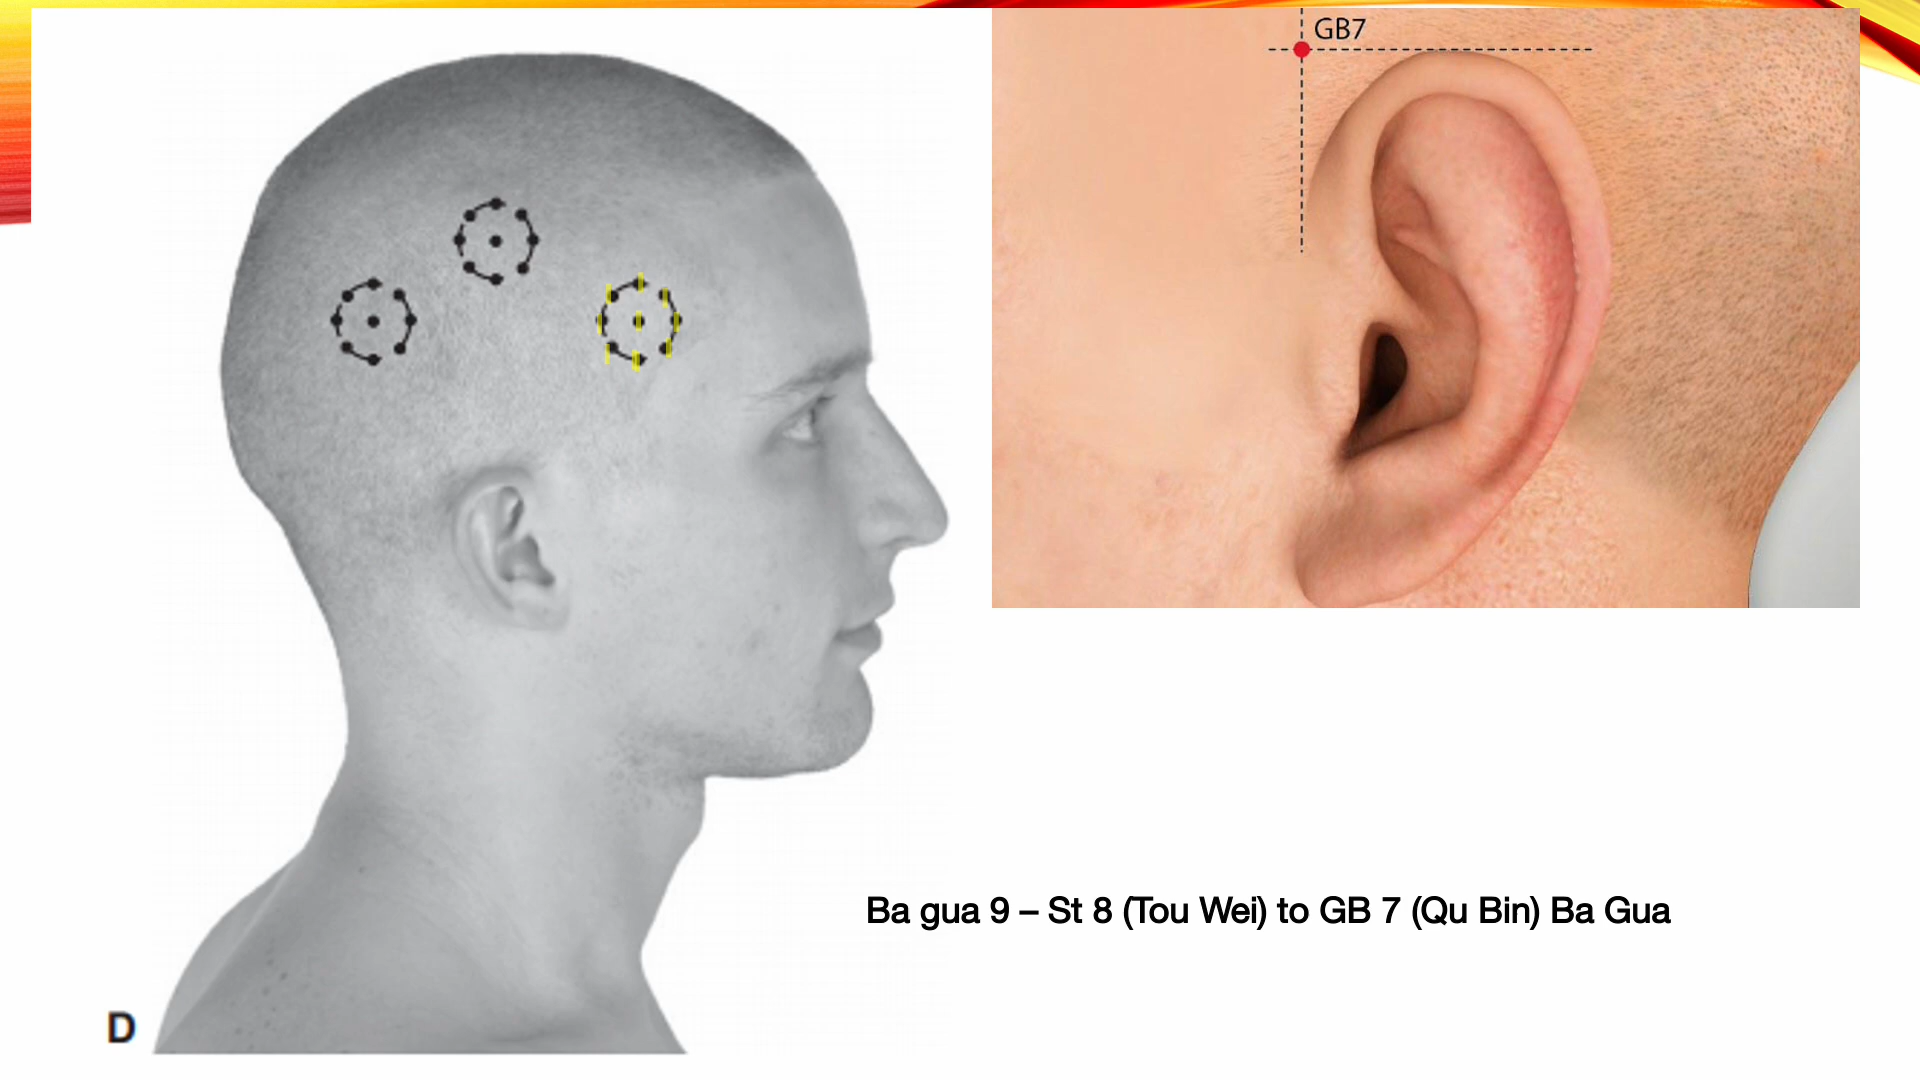 GB7
Ba gua 9 – St 8 (Tou Wei) to GB 7 (Qu Bin) Ba Gua
D